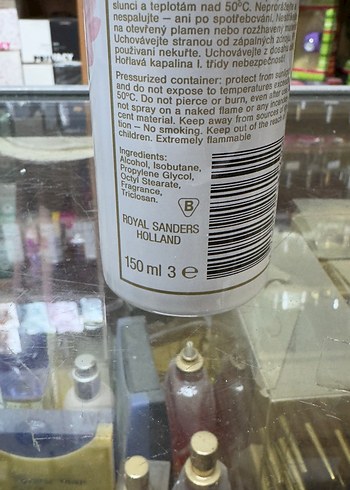 slunci a teplotám nad 50°C. Neprorážejte
nespalujte – ani po spotřebování. Nestříkejte
na otevřený plamen nebo rozžhavený
Uchovávejte stranou od zápalných zdrojů
používání nekuřte. Uchovávejte z dosahu
Hořlavá kapalina I. třídy nebezpečnosti
Pressurized container: protect from
and do not expose to temperatures
50°C. Do not pierce or burn, even after
not spray on a naked flame or any
cent material. Keep away from sources
tion – No smoking. Keep out of the reach of
children. Extremely flammable
Ingredients:
Alcohol, Isobutane,
Propylene Glycol,
Octyl Stearate,
Fragrance,
Triclosan.
B
ROYAL SANDERS
HOLLAND
150 ml 3 e